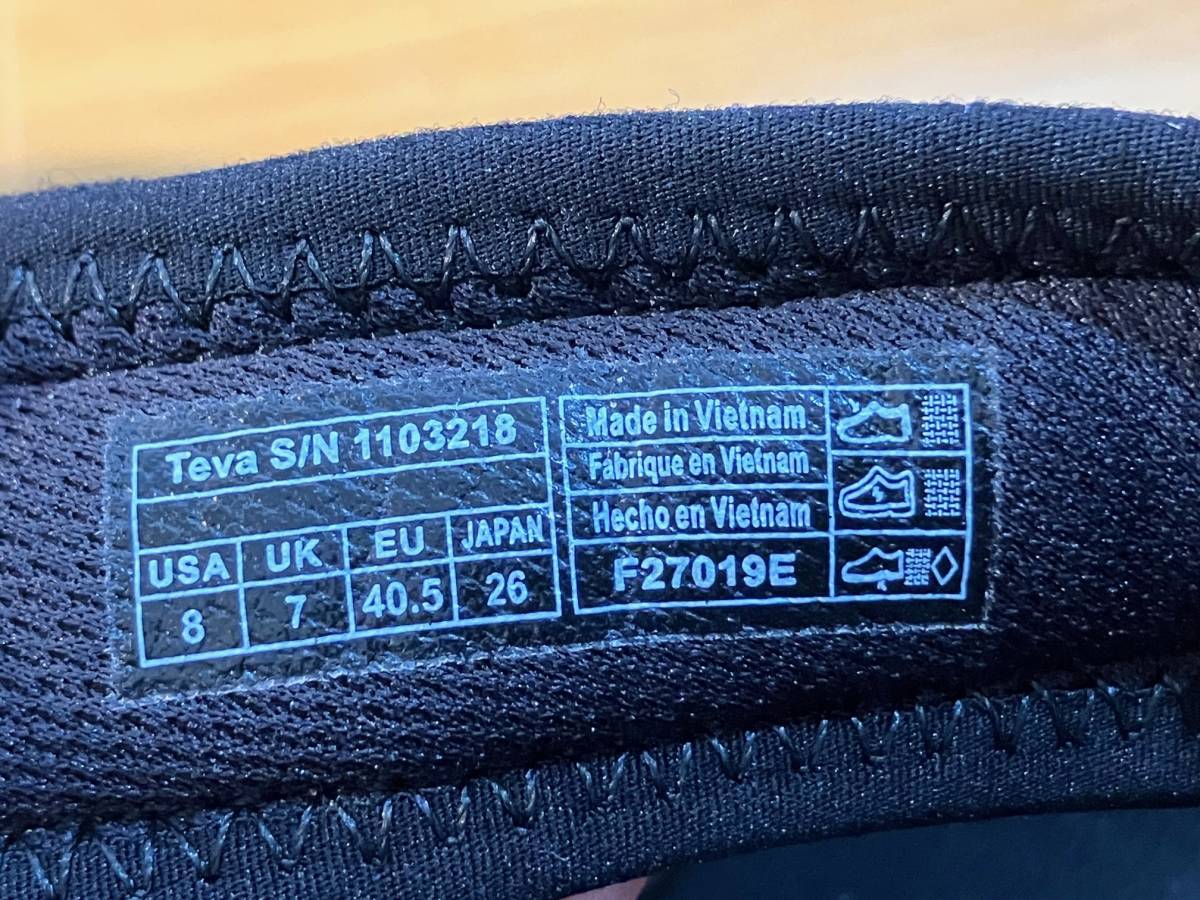 Teva S/N 1103218
USA UK EU JAPAN
8 7 40.5 26
Made in Vietnam
Fabrique en Vietnam
Hecho en Vietnam
F27019E